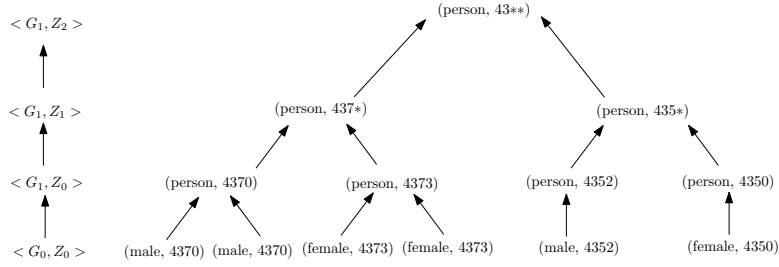 < G₁, Z₂ > (person, 43∗∗)
< G₁, Z₁ > (person, 437∗) (person, 435∗)
< G₁, Z₀ > (person, 4370) (person, 4373) (person, 4352) (person, 4350)
< G₀, Z₀ > (male, 4370) (male, 4370) (female, 4373) (female, 4373) (male, 4352) (female, 4350)